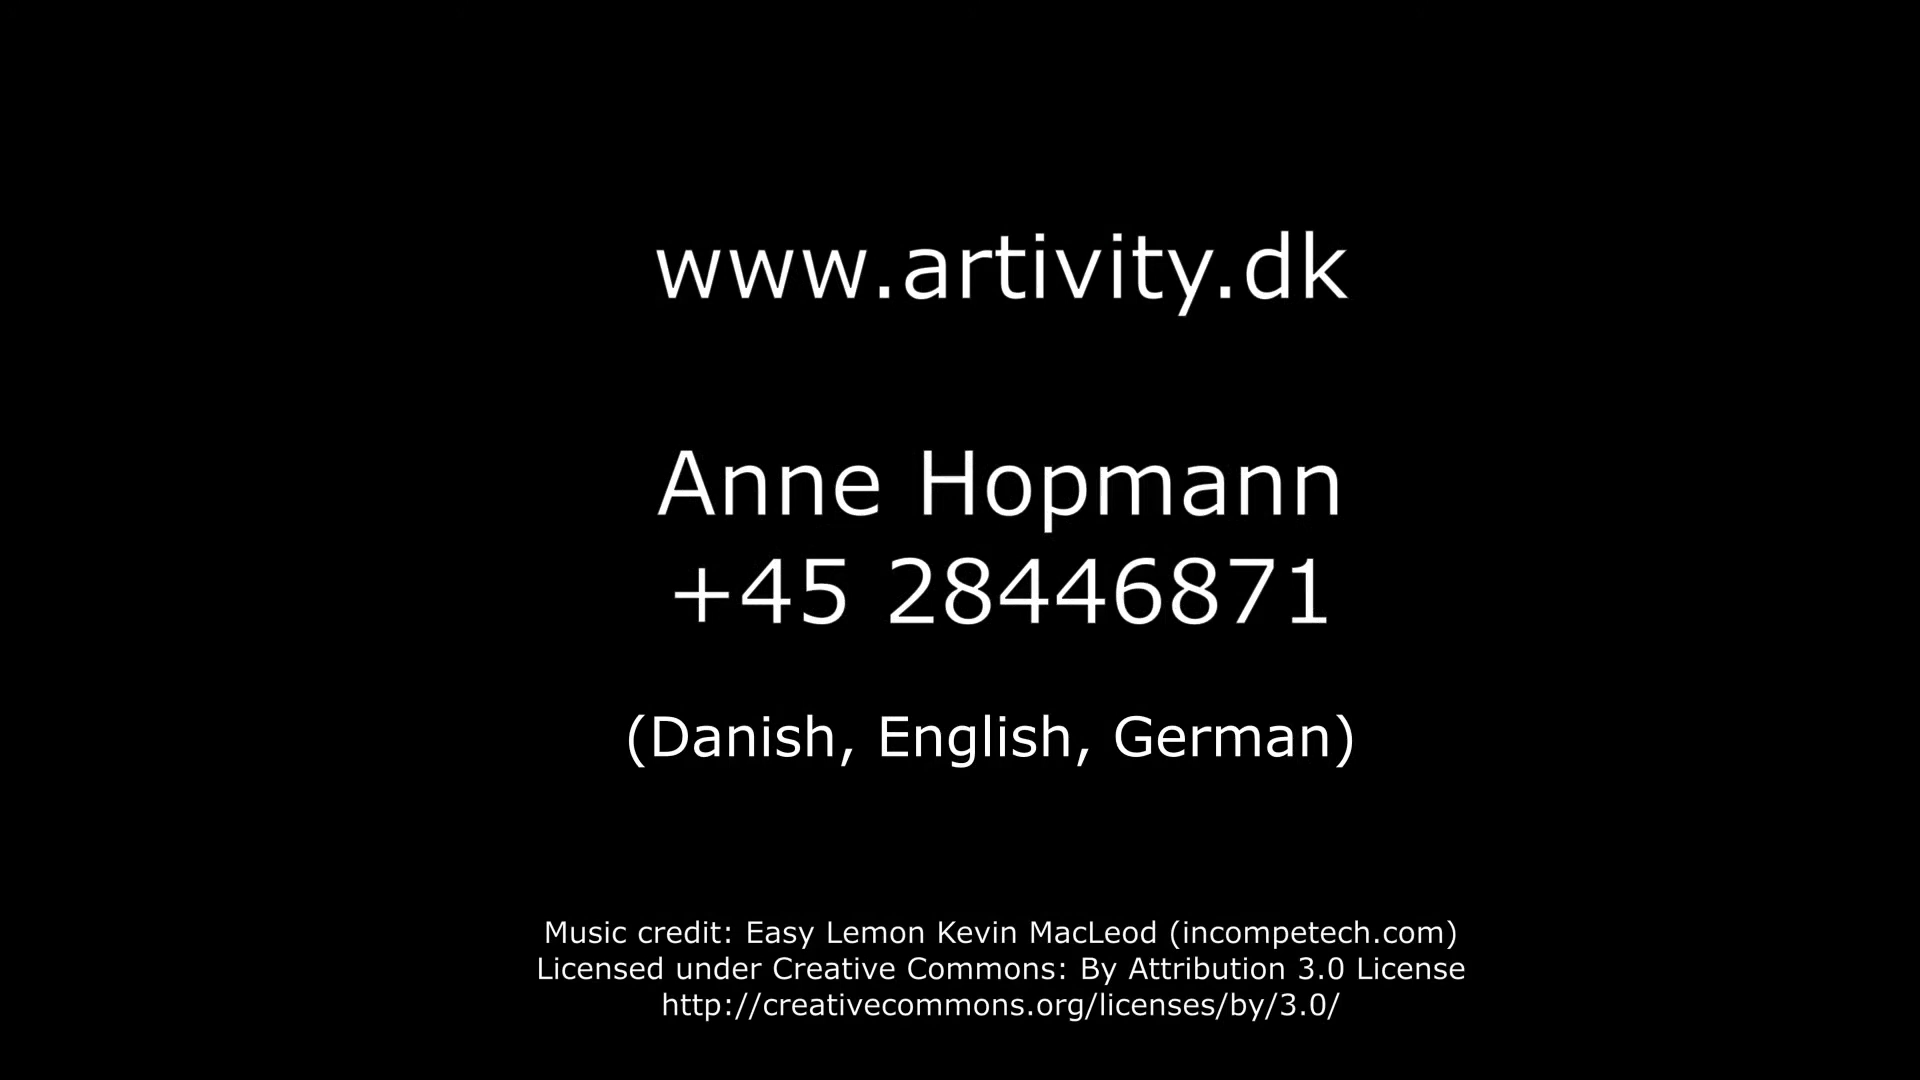 www.artivity.dk
Anne Hopmann
+45 28446871
(Danish, English, German)
Music credit: Easy Lemon Kevin MacLeod (incompetech.com)
Licensed under Creative Commons: By Attribution 3.0 License
http://creativecommons.org/licenses/by/3.0/